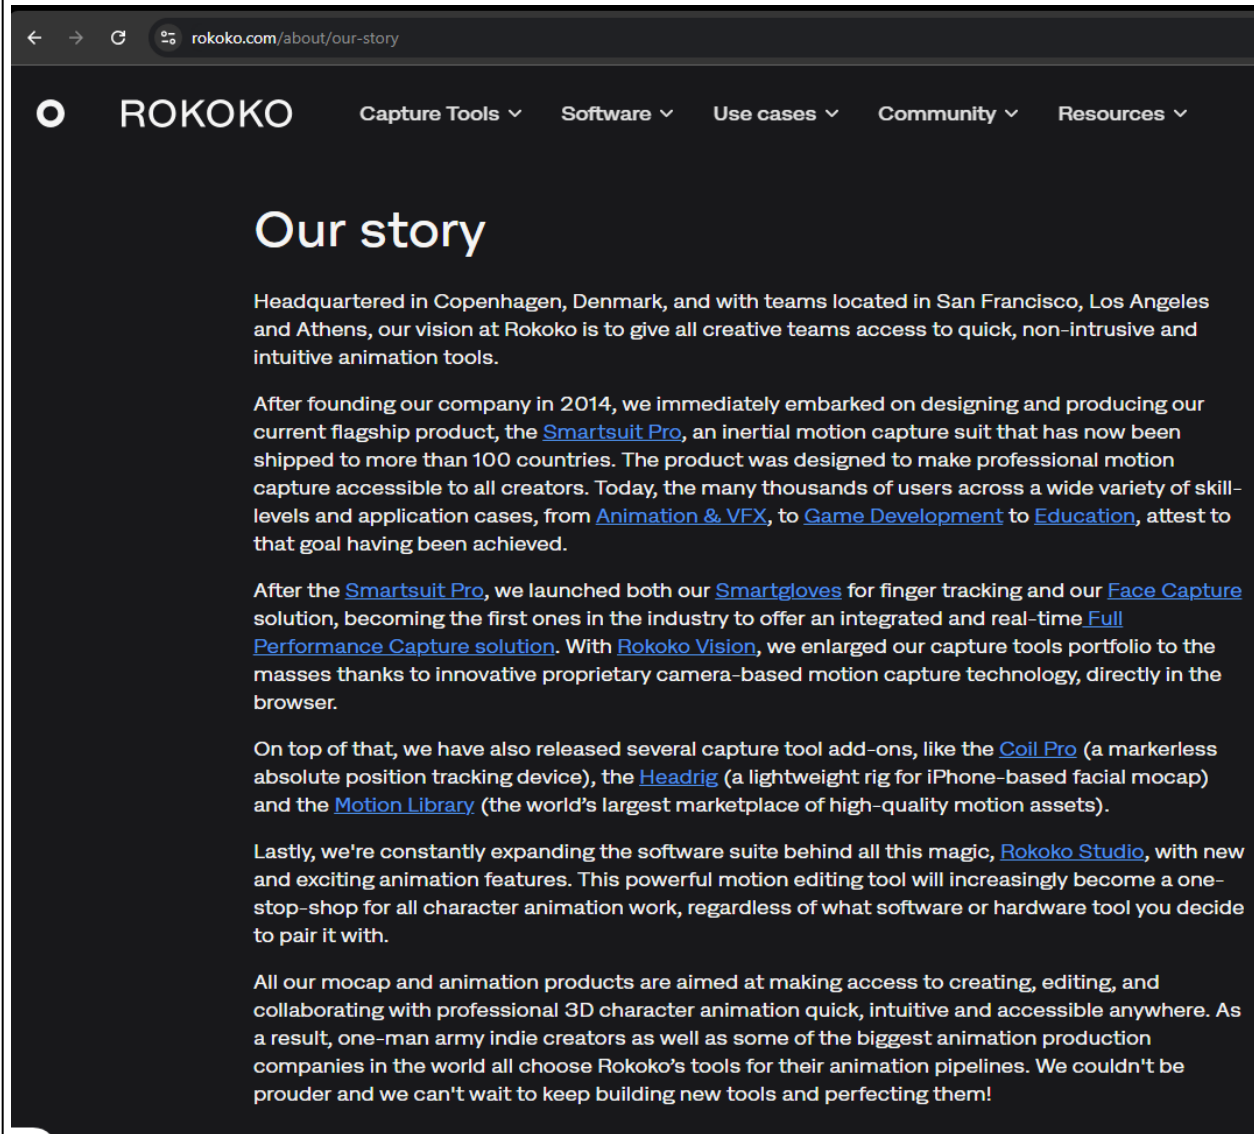 rokoko.com/about/our-story
ROKOKO
Capture Tools
Software
Use cases
Community
Resources
Our story
Headquartered in Copenhagen, Denmark, and with teams located in San Francisco, Los Angeles
and Athens, our vision at Rokoko is to give all creative teams access to quick, non-intrusive and
intuitive animation tools.
After founding our company in 2014, we immediately embarked on designing and producing our
current flagship product, the Smartsuit Pro, an inertial motion capture suit that has now been
shipped to more than 100 countries. The product was designed to make professional motion
capture accessible to all creators. Today, the many thousands of users across a wide variety of skill-
levels and application cases, from Animation & VFX, to Game Development to Education, attest to
that goal having been achieved.
After the Smartsuit Pro, we launched both our Smartgloves for finger tracking and our Face Capture
solution, becoming the first ones in the industry to offer an integrated and real-time Full
Performance Capture solution. With Rokoko Vision, we enlarged our capture tools portfolio to the
masses thanks to innovative proprietary camera-based motion capture technology, directly in the
browser.
On top of that, we have also released several capture tool add-ons, like the Coil Pro (a markerless
absolute position tracking device), the Headrig (a lightweight rig for iPhone-based facial mocap)
and the Motion Library (the world's largest marketplace of high-quality motion assets).
Lastly, we're constantly expanding the software suite behind all this magic, Rokoko Studio, with new
and exciting animation features. This powerful motion editing tool will increasingly become a one-
stop-shop for all character animation work, regardless of what software or hardware tool you decide
to pair it with.
All our mocap and animation products are aimed at making access to creating, editing, and
collaborating with professional 3D character animation quick, intuitive and accessible anywhere. As
a result, one-man army indie creators as well as some of the biggest animation production
companies in the world all choose Rokoko's tools for their animation pipelines. We couldn't be
prouder and we can't wait to keep building new tools and perfecting them!